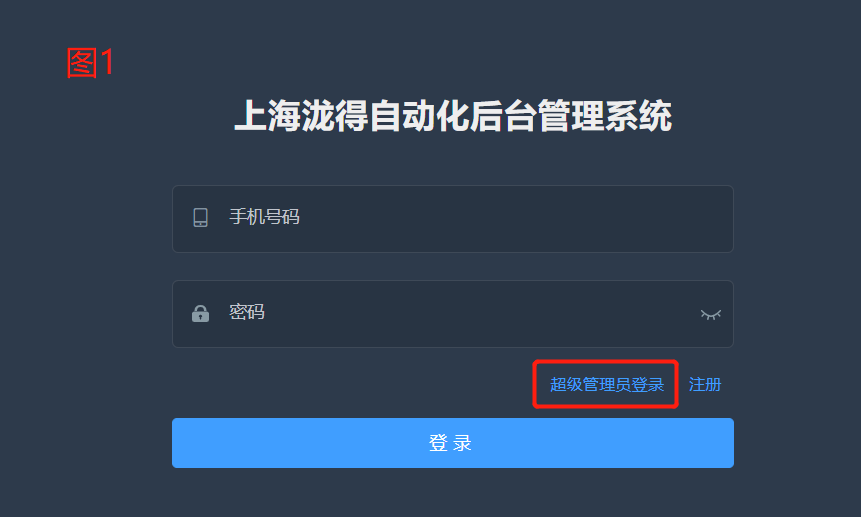 图1
上海泷得自动化后台管理系统
手机号码
密码
超级管理员登录 注册
登 录